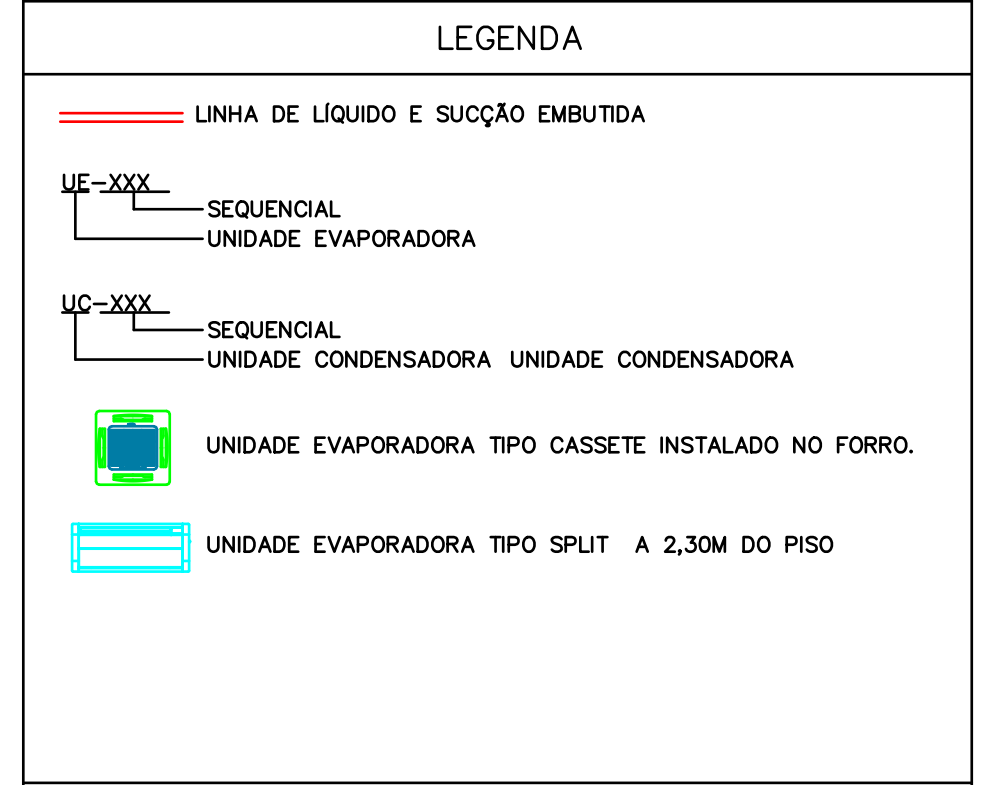 LEGENDA
LINHA DE LÍQUIDO E SUCÇÃO EMBUTIDA
UE-XXX
SEQUENCIAL
UNIDADE EVAPORADORA
UC-XXX
SEQUENCIAL
UNIDADE CONDENSADORA UNIDADE CONDENSADORA
UNIDADE EVAPORADORA TIPO CASSETE INSTALADO NO FORRO.
UNIDADE EVAPORADORA TIPO SPLIT A 2,30M DO PISO